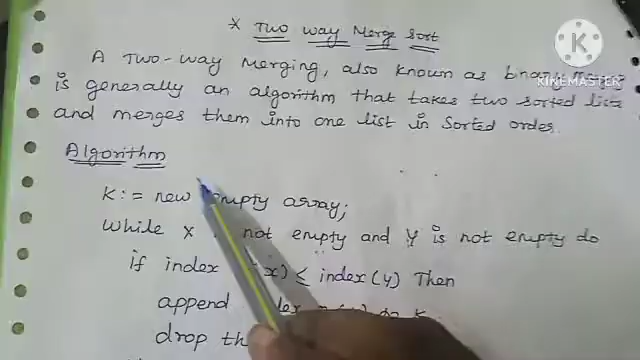 * Two way Merge Sort
K
KINEMASTER
A Two-way Merging, also known as binary
is generally an algorithm that takes two sorted lists
and merges them into one list in sorted order.
Algorithm
K := new empty array;
While X not empty and Y is not empty do
if index x) ≤ index(y) Then
append K
drop